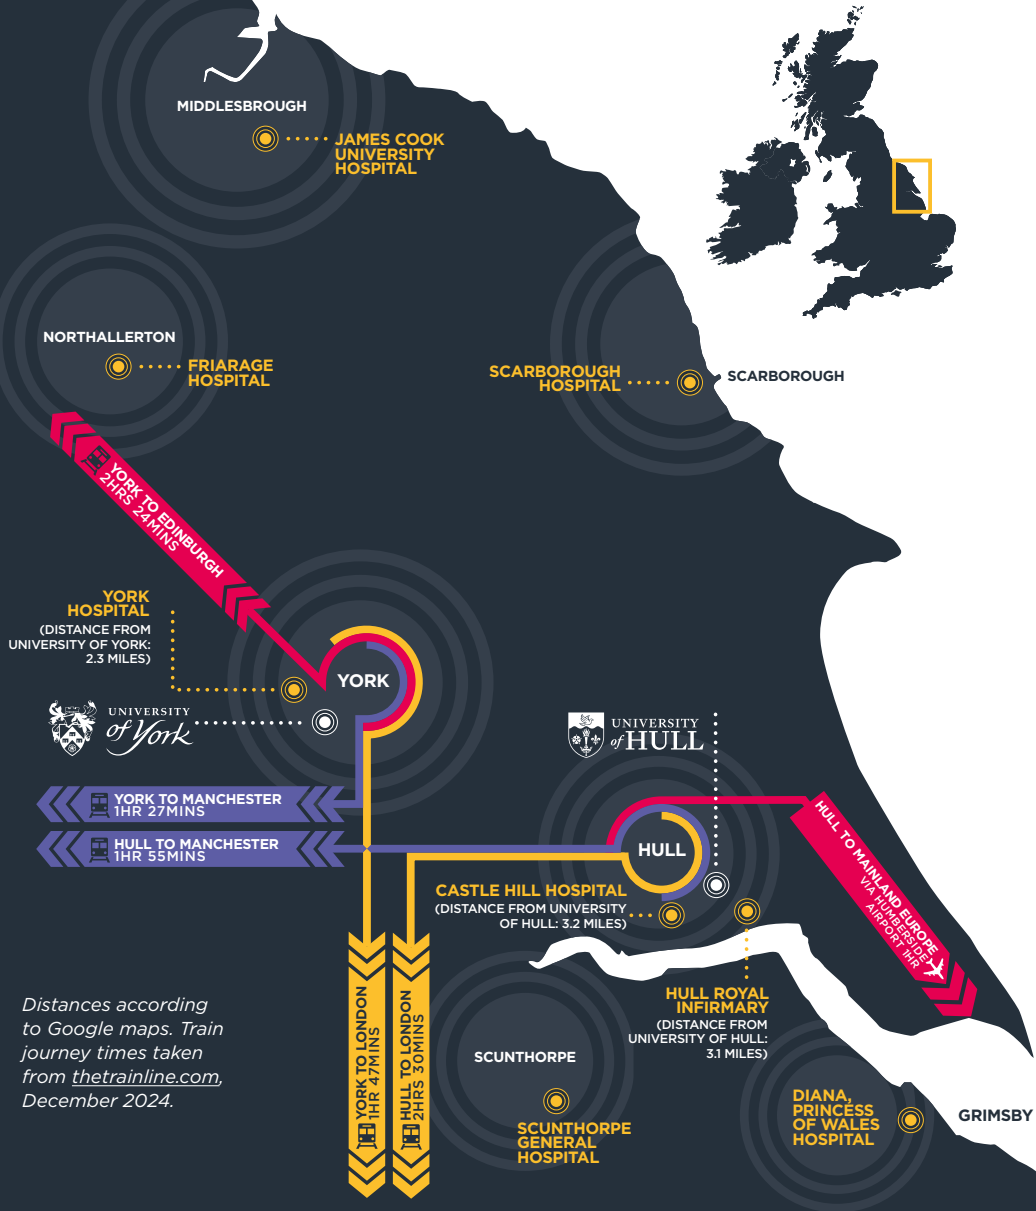 MIDDLESBROUGH
JAMES COOK
UNIVERSITY
HOSPITAL
NORTHALLERTON
FRIARAGE
HOSPITAL
SCARBOROUGH
HOSPITAL
SCARBOROUGH
YORK TO EDINBURGH
2HRS 24MINS
YORK
HOSPITAL
(DISTANCE FROM
UNIVERSITY OF YORK:
2.3 MILES)
YORK
UNIVERSITY
of York
UNIVERSITY
of HULL
YORK TO MANCHESTER
1HR 27MINS
HULL TO MANCHESTER
1HR 55MINS
HULL
HULL TO MAINLAND EUROPE
VIA HUMBERSIDE
AIRPORT 1HR
CASTLE HILL HOSPITAL
(DISTANCE FROM UNIVERSITY
OF HULL: 3.2 MILES)
HULL ROYAL
INFIRMARY
(DISTANCE FROM
UNIVERSITY OF HULL:
3.1 MILES)
YORK TO LONDON
1HR 47MINS
HULL TO LONDON
2HRS 30MINS
Distances according
to Google maps. Train
journey times taken
from thetrainline.com,
December 2024.
SCUNTHORPE
SCUNTHORPE
GENERAL
HOSPITAL
DIANA,
PRINCESS
OF WALES
HOSPITAL
GRIMSBY